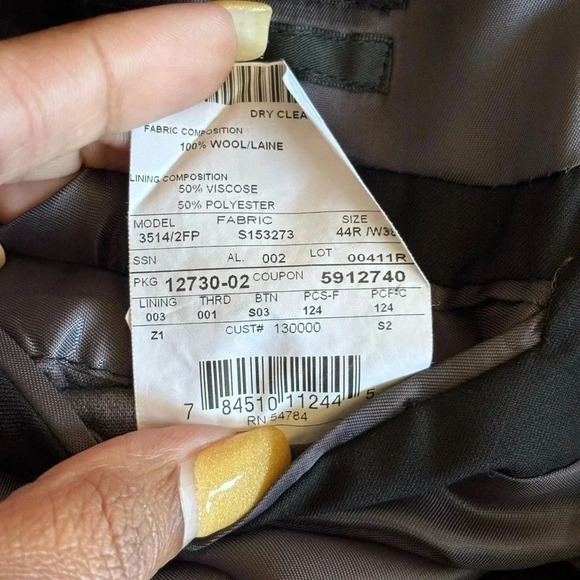 DRY CLEA
FABRIC COMPOSITION
100% WOOL/LAINE
LINING COMPOSITION
50% VISCOSE
50% POLYESTER
MODEL FABRIC SIZE
3514/2FP S153273 44R /W38
SSN AL. 002 LOT 00411R
PKG 12730-02 COUPON 5912740
LINING THRD BTN PCS-F PCF-C
003 001 S03 124 124
Z1 CUST# 130000 S2
7 84510 11244 5
RN 54784